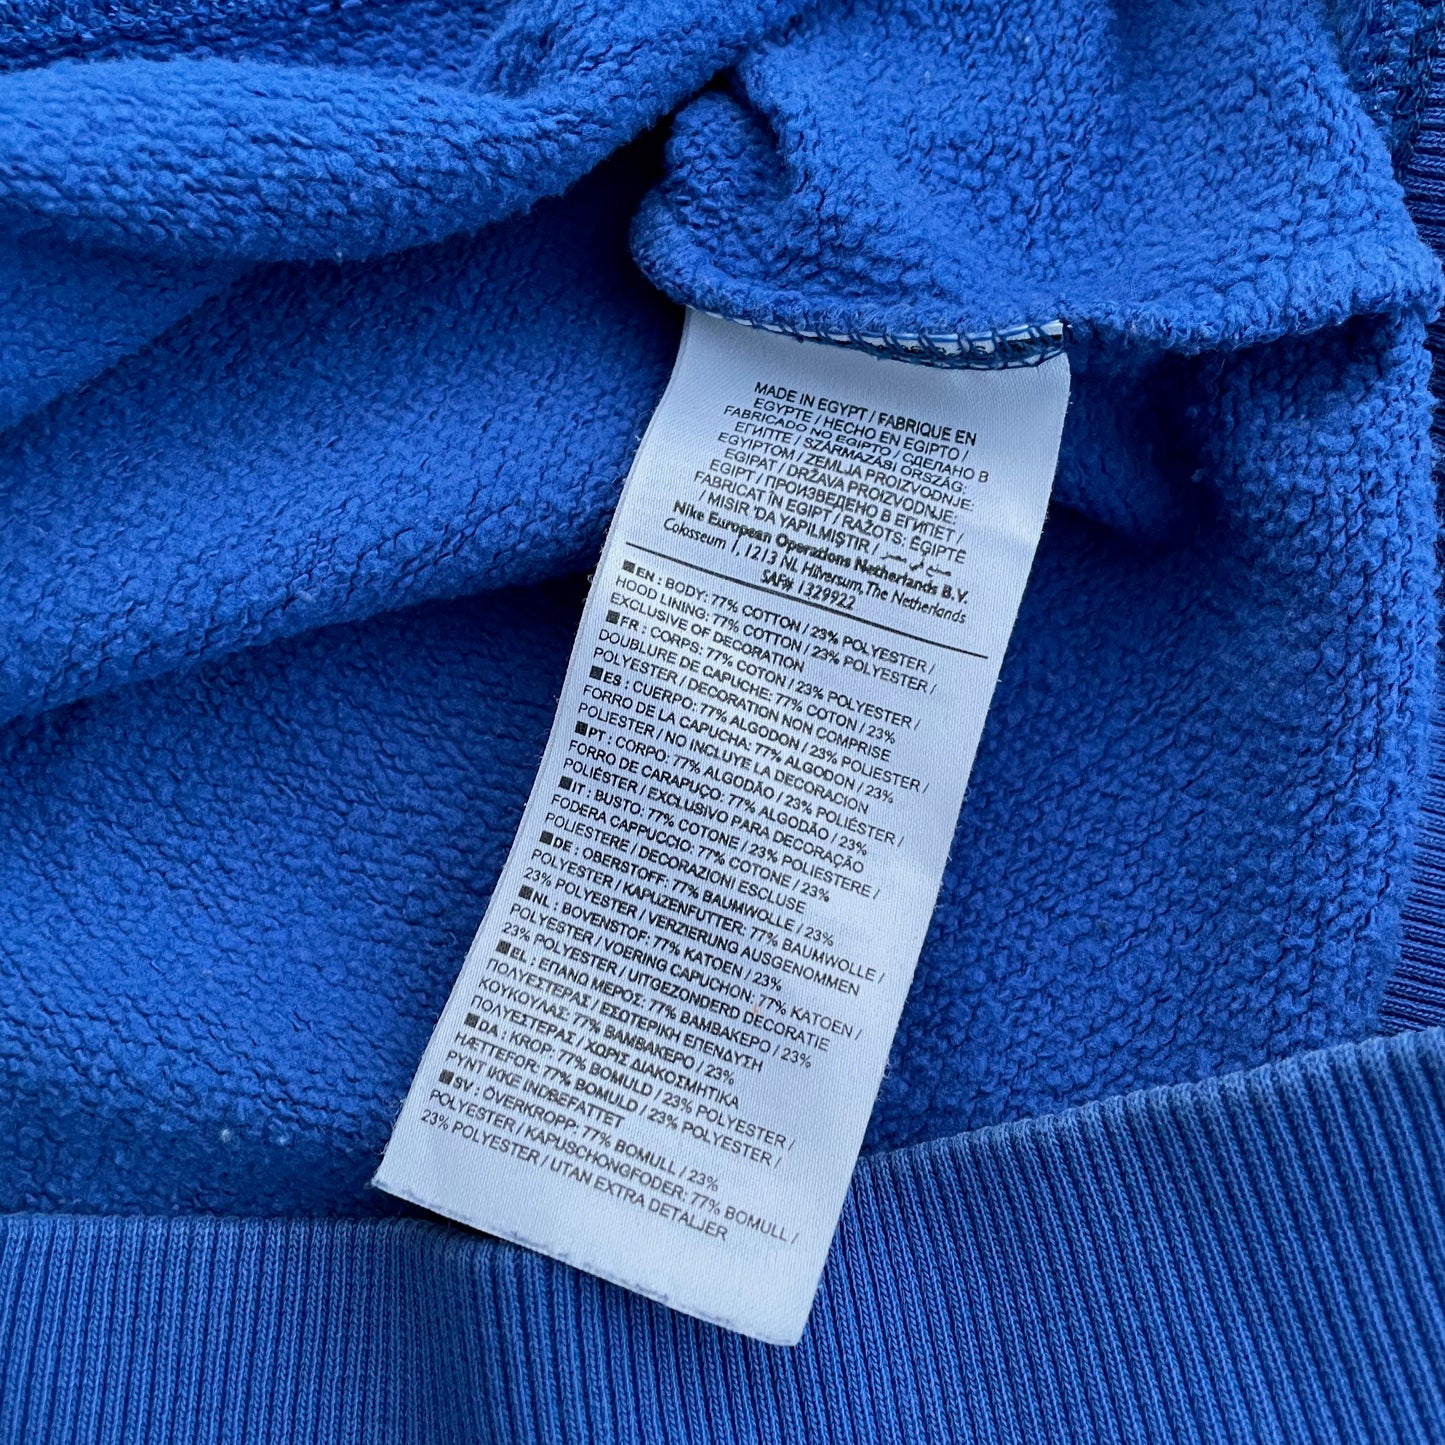 MADE IN EGYPT / FABRIQUE EN
EGYPTE / HECHO EN EGIPTO /
FABRICADO NO EGIPTO / СДЕЛАНО В
ЕГИПТЕ / SZÁRMAZÁSI ORSZÁG:
EGYIPTOM / ZEMLJA PROIZVODNJE:
EGIPAT / DRŽAVA PROIZVODNJE:
EGIPT / ПРОИЗВЕДЕНО В ЕГИПЕТ /
FABRICAT ÎN EGIPT / RAŽOTS: ĒĢIPTĒ
/ MISIR 'DA YAPILMIŞTIR / صنع في مصر
Nike European Operations Netherlands B.V.
Colosseum 1, 1213 NL Hilversum, The Netherlands
SAP# 1329922
EN : BODY: 77% COTTON / 23% POLYESTER /
HOOD LINING: 77% COTTON / 23% POLYESTER /
EXCLUSIVE OF DECORATION
FR : CORPS: 77% COTON / 23% POLYESTER /
DOUBLURE DE CAPUCHE: 77% COTON / 23%
POLYESTER / DECORATION NON COMPRISE
ES : CUERPO: 77% ALGODON / 23% POLIESTER /
FORRO DE LA CAPUCHA: 77% ALGODON / 23%
POLIESTER / NO INCLUYE LA DECORACION
PT : CORPO: 77% ALGODÃO / 23% POLIÉSTER /
FORRO DE CARAPUÇO: 77% ALGODÃO / 23%
POLIÉSTER / EXCLUSIVO PARA DECORAÇÃO
IT : BUSTO: 77% COTONE / 23% POLIESTERE /
FODERA CAPPUCCIO: 77% COTONE / 23%
POLIESTERE / DECORAZIONI ESCLUSE
DE : OBERSTOFF: 77% BAUMWOLLE / 23%
POLYESTER / KAPUZENFUTTER: 77% BAUMWOLLE /
23% POLYESTER / VERZIERUNG AUSGENOMMEN
NL : BOVENSTOF: 77% KATOEN / 23%
POLYESTER / VOERING CAPUCHON: 77% KATOEN /
23% POLYESTER / UITGEZONDERD DECORATIE
EL : ΕΠΑΝΩ ΜΕΡΟΣ: 77% ΒΑΜΒΑΚΕΡΟ / 23%
ΠΟΛΥΕΣΤΕΡΑΣ / ΕΣΩΤΕΡΙΚΗ ΕΠΕΝΔΥΣΗ
ΚΟΥΚΟΥΛΑΣ: 77% ΒΑΜΒΑΚΕΡΟ / 23%
ΠΟΛΥΕΣΤΕΡΑΣ / ΧΩΡΙΣ ΔΙΑΚΟΣΜΗΤΙΚΑ
DA : KROP: 77% BOMULD / 23% POLYESTER /
HÆTTEFOR: 77% BOMULD / 23% POLYESTER /
PYNT IKKE INDBEFATTET
SV : ÖVERKROPP: 77% BOMULL / 23%
POLYESTER / KAPUSCHONGFODER: 77% BOMULL /
23% POLYESTER / UTAN EXTRA DETALJER